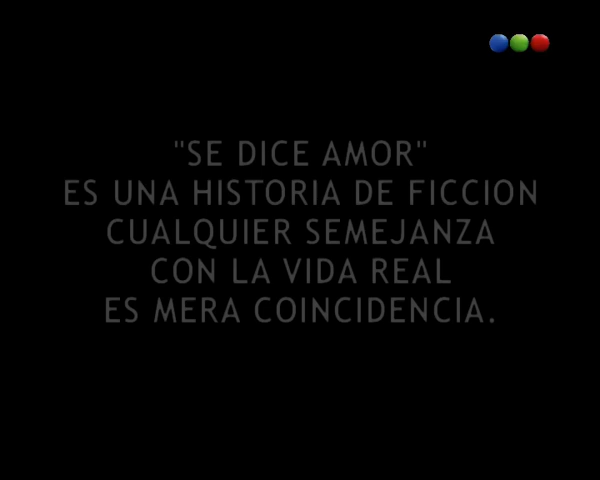 "SE DICE AMOR"
ES UNA HISTORIA DE FICCION
CUALQUIER SEMEJANZA
CON LA VIDA REAL
ES MERA COINCIDENCIA.